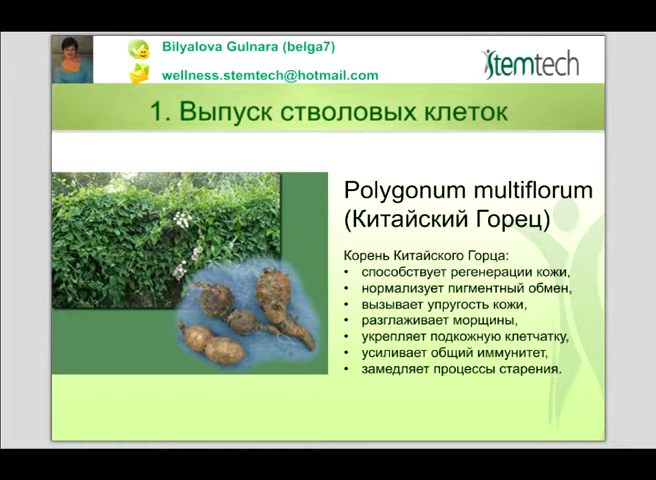 Bilyalova Gulnara (belga7)
wellness.stemtech@hotmail.com
Stemtech
1. Выпуск стволовых клеток
Polygonum multiflorum
(Китайский Горец)
Корень Китайского Горца:
• способствует регенерации кожи,
• нормализует пигментный обмен,
• вызывает упругость кожи,
• разглаживает морщины,
• укрепляет подкожную клетчатку,
• усиливает общий иммунитет,
• замедляет процессы старения.